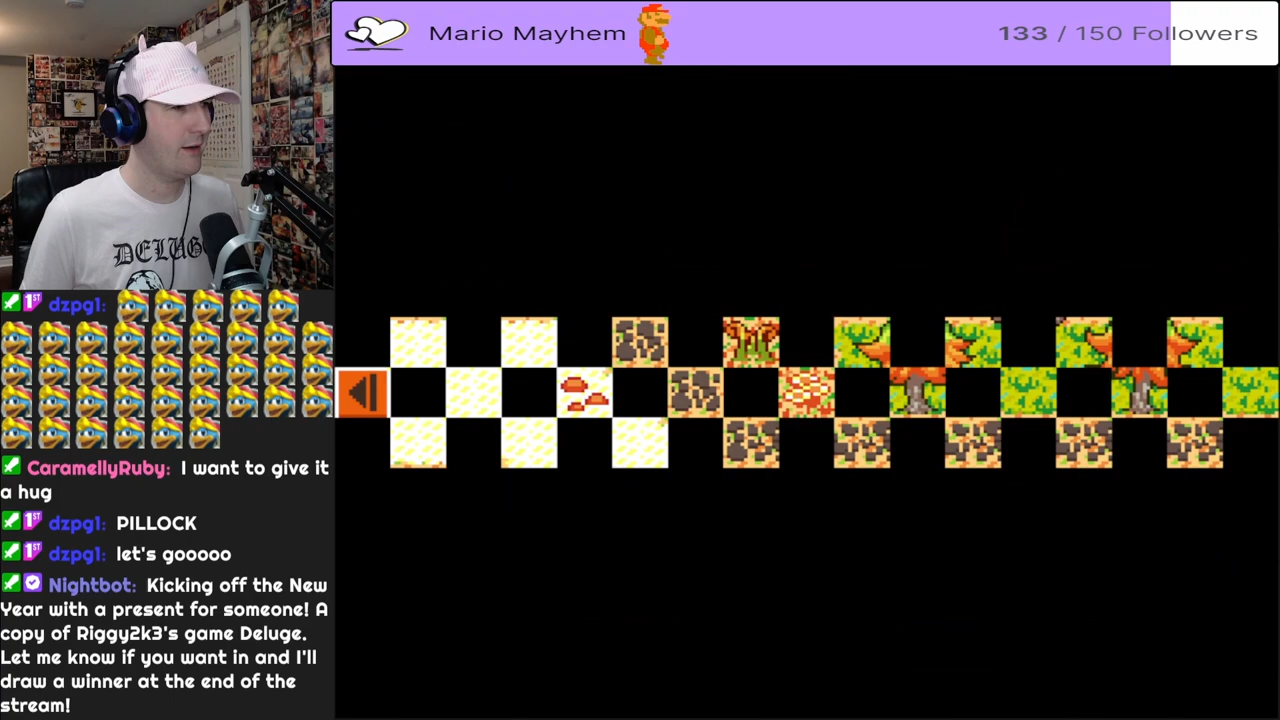 Mario Mayhem
133 / 150 Followers
DELUGE
dzpg1:
CaramellyRuby: I want to give it
a hug
dzpg1: PILLOCK
dzpg1: let's gooooo
Nightbot: Kicking off the New
Year with a present for someone! A
copy of Riggy2k3's game Deluge.
Let me know if you want in and I'll
draw a winner at the end of the
stream!